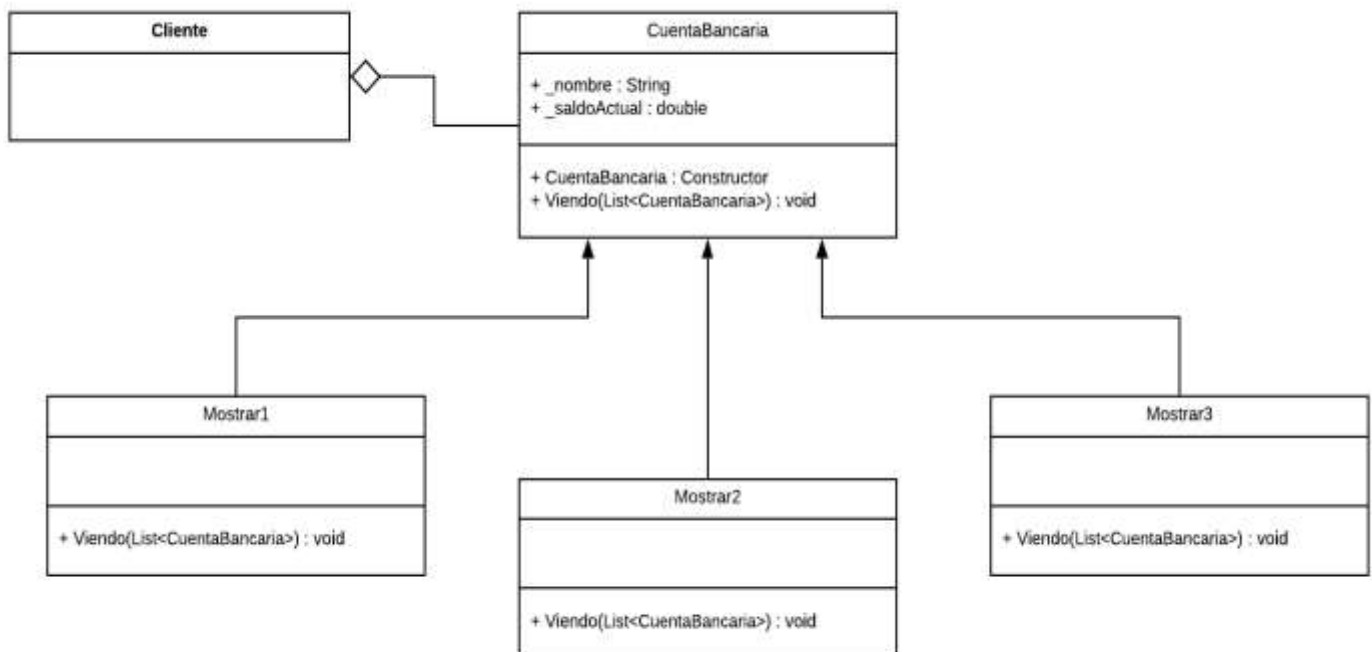 Cliente
CuentaBancaria
+ _nombre : String
+ _saldoActual : double
+ CuentaBancaria : Constructor
+ Viendo(List<CuentaBancaria>) : void
Mostrar1
+ Viendo(List<CuentaBancaria>) : void
Mostrar2
+ Viendo(List<CuentaBancaria>) : void
Mostrar3
+ Viendo(List<CuentaBancaria>) : void